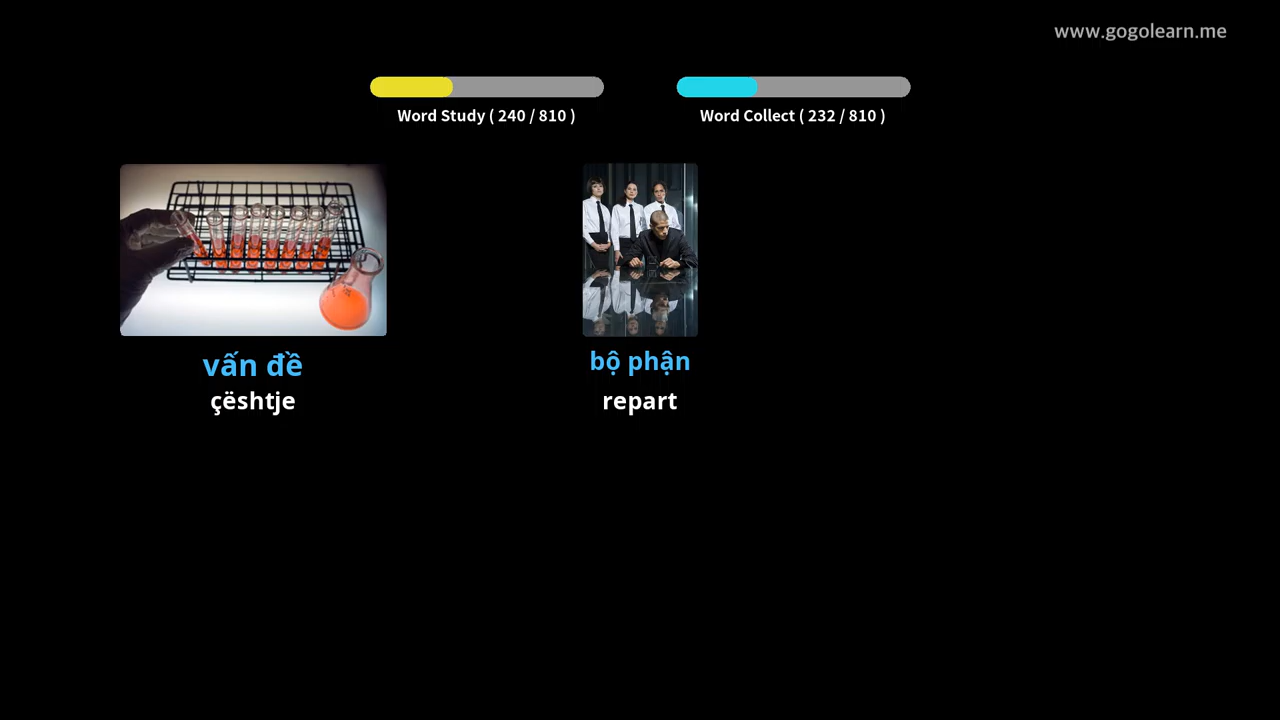 www.gogolearn.me
Word Study ( 240 / 810 )
Word Collect ( 232 / 810 )
vấn đề
çështje
bộ phận
repart